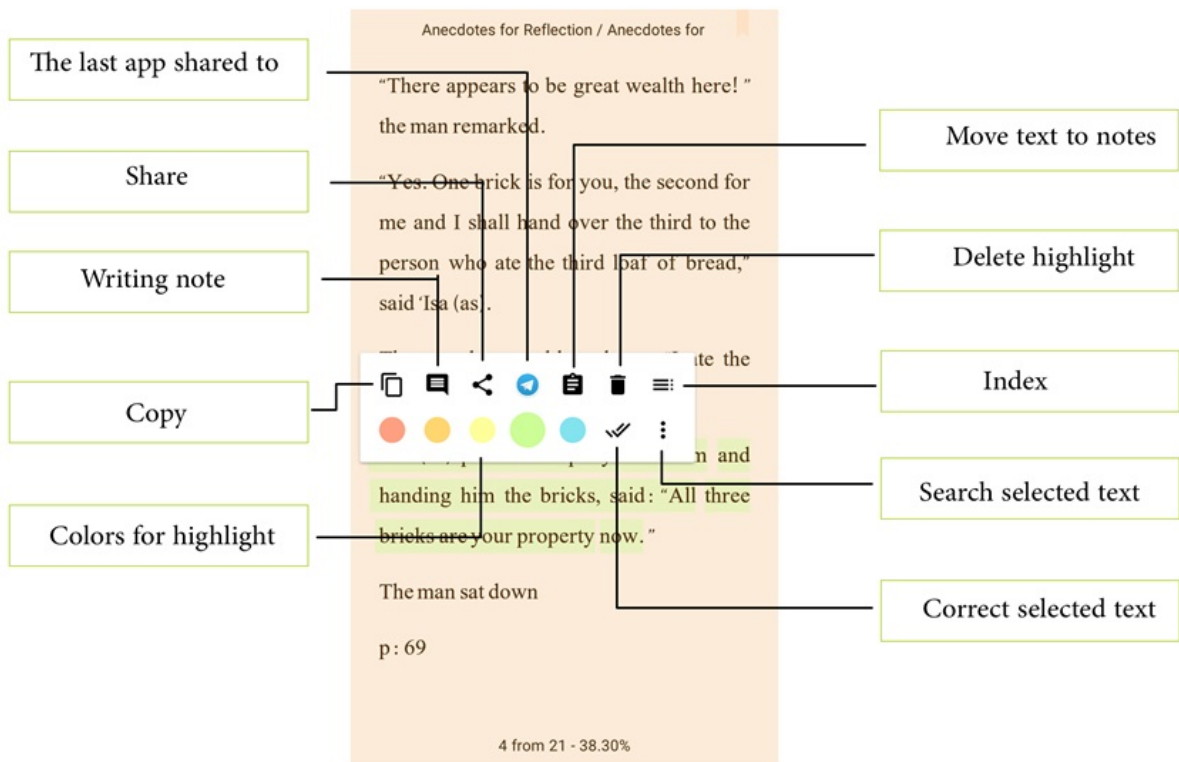 Anecdotes for Reflection / Anecdotes for
The last app shared to
Share
Writing note
Copy
Colors for highlight
“There appears to be great wealth here! ”
the man remarked.
“Yes. One brick is for you, the second for
me and I shall hand over the third to the
person who ate the third loaf of bread,”
said ‘Isa (as).
ate the
and
handing him the bricks, said: “All three
bricks are your property now. ”
The man sat down
p: 69
4 from 21 - 38.30%
Move text to notes
Delete highlight
Index
Search selected text
Correct selected text